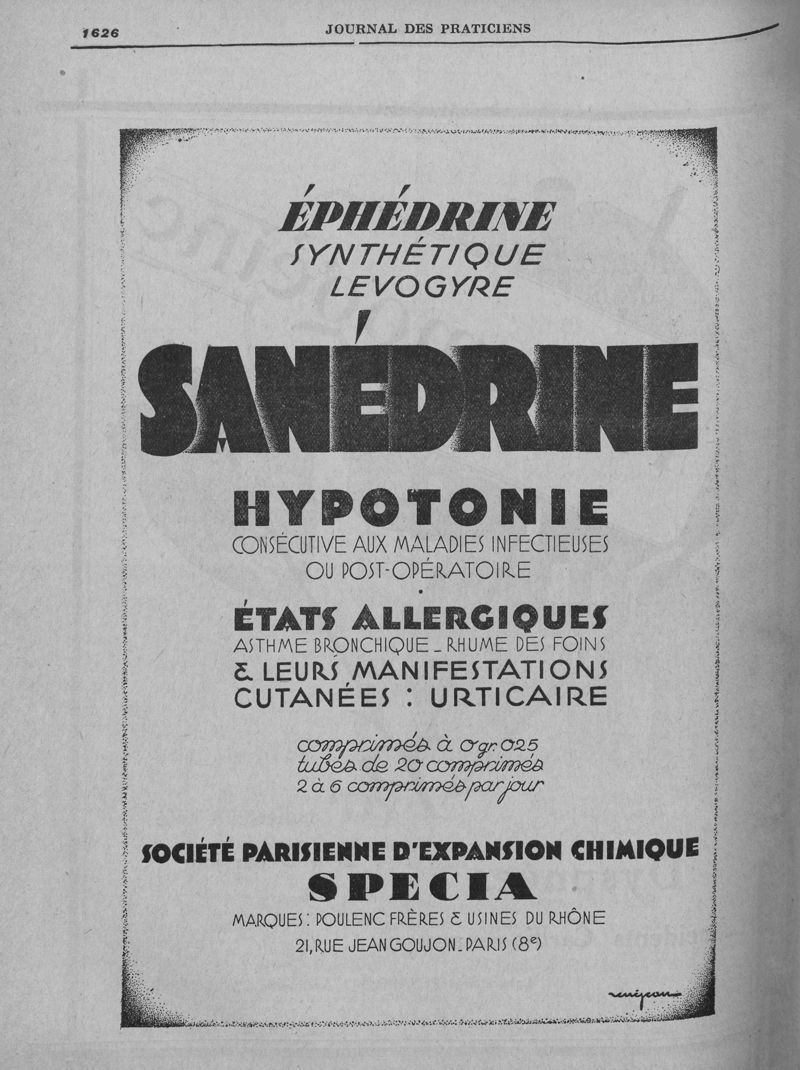 1626
JOURNAL DES PRATICIENS
ÉPHÉDRINE
SYNTHÉTIQUE
LEVOGYRE
SANÉDRINE
HYPOTONIE
CONSÉCUTIVE AUX MALADIES INFECTIEUSES
OU POST-OPÉRATOIRE
ÉTATS ALLERGIQUES
ASTHME BRONCHIQUE _ RHUME DES FOINS
& LEURS MANIFESTATIONS
CUTANÉES : URTICAIRE
comprimés à 0 gr. 025
tubes de 20 comprimés
2 à 6 comprimés par jour
SOCIÉTÉ PARISIENNE D'EXPANSION CHIMIQUE
SPECIA
MARQUES : POULENC FRÈRES & USINES DU RHÔNE
21, RUE JEAN GOUJON _ PARIS (8e)
renéjean